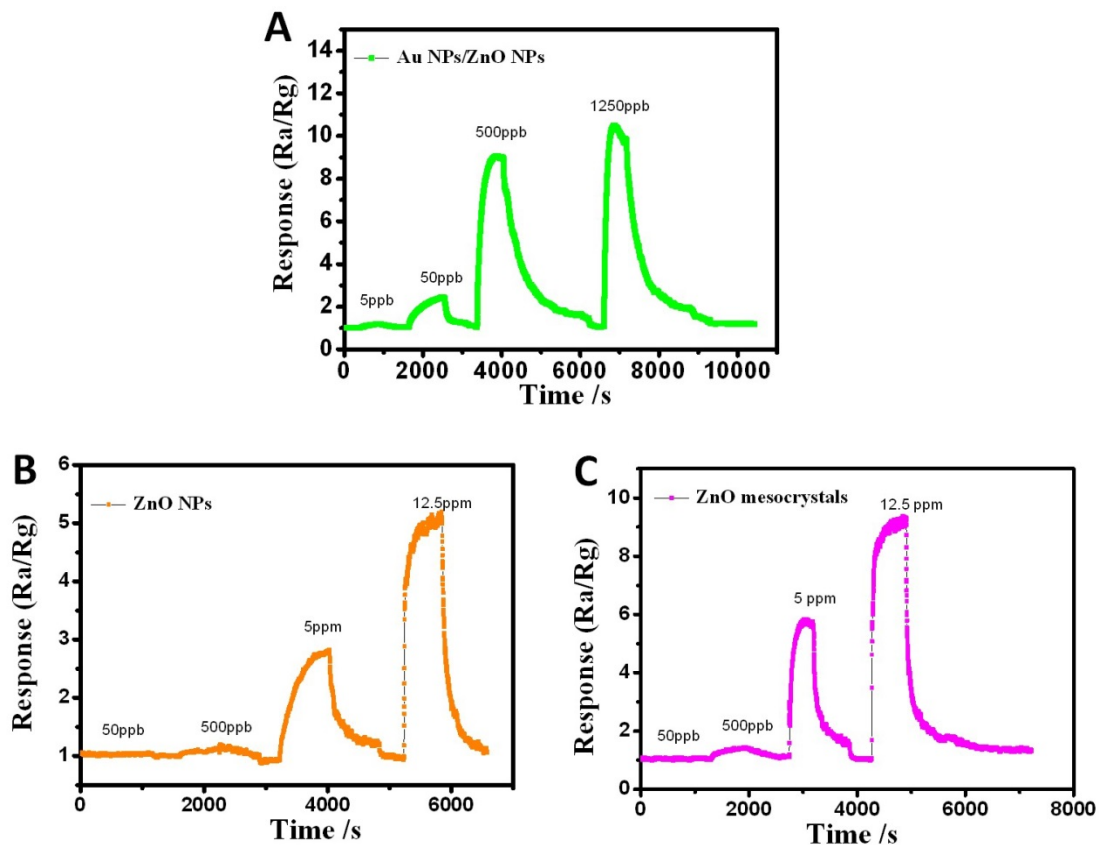 A
Au NPs/ZnO NPs
Response (Ra/Rg)
14
12
10
8
6
4
2
0
5ppb
50ppb
500ppb
1250ppb
0 2000 4000 6000 8000 10000
Time /s
B
ZnO NPs
Response (Ra/Rg)
6
5
4
3
2
1
50ppb
500ppb
5ppm
12.5ppm
0 2000 4000 6000
Time /s
C
ZnO mesocrystals
Response (Ra/Rg)
10
8
6
4
2
0
50ppb
500ppb
5 ppm
12.5 ppm
0 2000 4000 6000 8000
Time /s